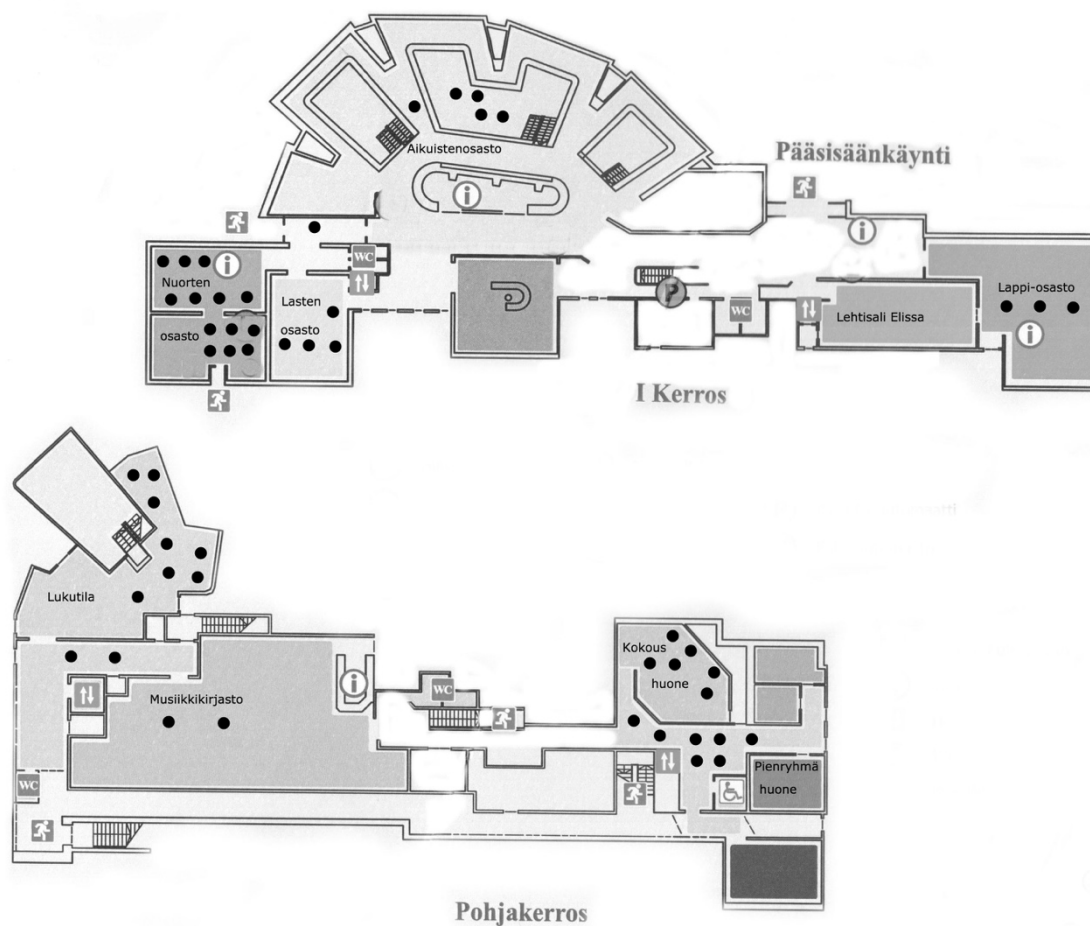 Pääsisäänkäynti
Aikuistenosasto
WC
Nuorten
osasto
Lasten
osasto
WC
Lehtisali Elissa
Lappi-osasto
I Kerros
Lukutila
Musiikkikirjasto
WC
WC
Kokous
huone
Pienryhmä
huone
Pohjakerros